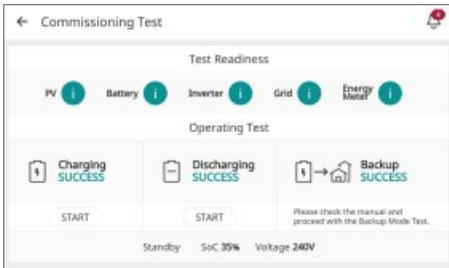 ← Commissioning Test
4
Test Readiness
PV i Battery i Inverter i Grid i Energy Meter i
Operating Test
Charging
SUCCESS
Discharging
SUCCESS
Backup
SUCCESS
START
START
Please check the manual and
proceed with the Backup Mode Test.
Standby SoC 35% Voltage 240V